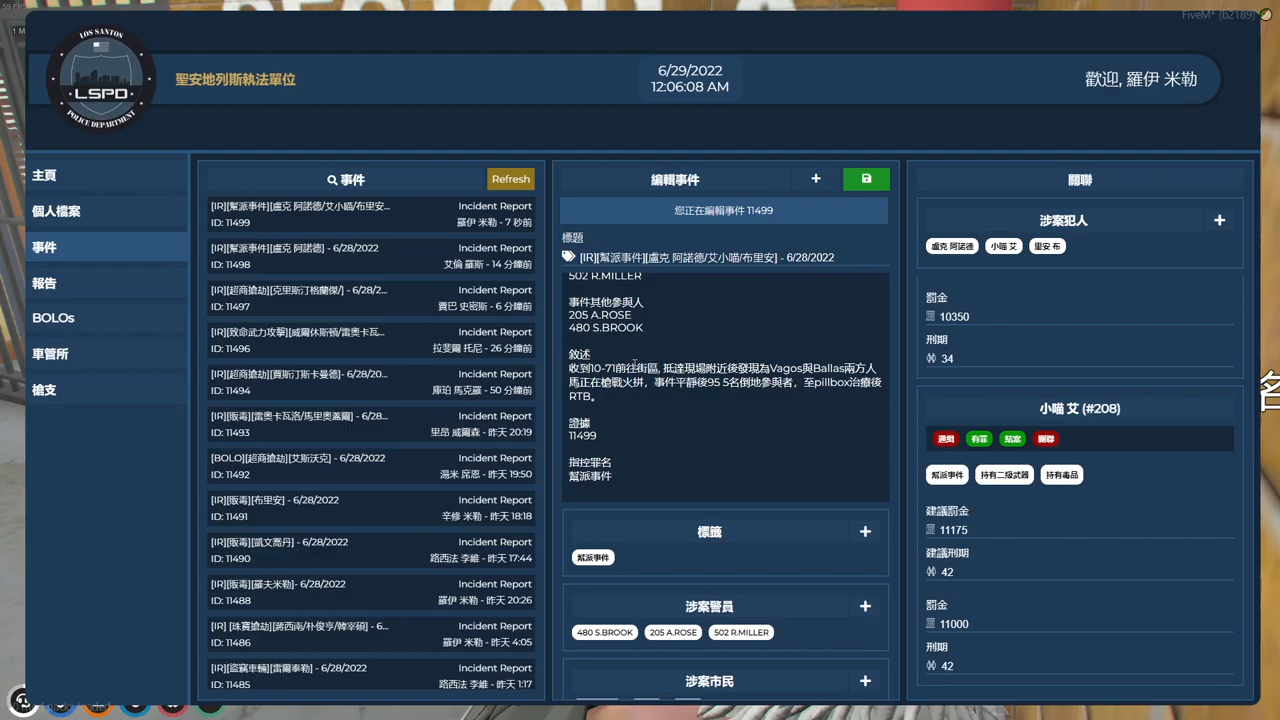 FiveM* (b2189)
LOS SANTOS
LSPD
POLICE DEPARTMENT
聖安地列斯執法單位
6/29/2022
12:06:08 AM
歡迎, 羅伊 米勒
主頁
個人檔案
事件
報告
BOLOs
車管所
槍支
事件
Refresh
[IR][幫派事件][盧克 阿諾德/艾小喵/布里安...
Incident Report
ID: 11499
羅伊 米勒 - 7 秒前
[IR][幫派事件][盧克 阿諾德] - 6/28/2022
Incident Report
ID: 11498
艾倫 羅斯 - 14 分鐘前
[IR][超商搶劫][克里斯汀格蘭傑/] - 6/28/2...
Incident Report
ID: 11497
賈巴 史密斯 - 6 分鐘前
[IR][致命武力攻擊][威爾休斯頓/雷奧卡瓦...
Incident Report
ID: 11496
拉斐爾 托尼 - 26 分鐘前
[IR][超商搶劫][賈斯汀斯卡曼德] - 6/28/20...
Incident Report
ID: 11494
庫珀 馬克羅 - 50 分鐘前
[IR][販毒][雷奧卡瓦洛/馬里奧蓋爾] - 6/28...
Incident Report
ID: 11493
里昂 威爾森 - 昨天 20:19
[BOLO][超商搶劫][艾斯沃克] - 6/28/2022
Incident Report
ID: 11492
湯米 席恩 - 昨天 19:50
[IR][販毒][布里安] - 6/28/2022
Incident Report
ID: 11491
辛修 米勒 - 昨天 18:18
[IR][販毒][凱文喬丹] - 6/28/2022
Incident Report
ID: 11490
路西法 李維 - 昨天 17:44
[IR][販毒][羅夫米勒] - 6/28/2022
Incident Report
ID: 11488
羅伊 米勒 - 昨天 20:26
[IR] [珠寶搶劫][蔣西南/朴俊亨/韓宰碩] - 6...
Incident Report
ID: 11486
羅伊 米勒 - 昨天 4:05
[IR][盜竊車輛][雷爾泰勒] - 6/28/2022
Incident Report
ID: 11485
路西法 李維 - 昨天 1:17
編輯事件
您正在編輯事件 11499
標題
[IR][幫派事件][盧克 阿諾德/艾小喵/布里安] - 6/28/2022
502 R.MILLER
事件其他參與人
205 A.ROSE
480 S.BROOK
敘述
收到10-71前往街區, 抵達現場附近後發現為Vagos與Ballas兩方人
馬正在槍戰火拼，事件平靜後95 5名倒地參與者，至pillbox治療後
RTB。
證據
11499
指控罪名
幫派事件
標籤
幫派事件
涉案警員
480 S.BROOK
205 A.ROSE
502 R.MILLER
涉案市民
關聯
涉案犯人
盧克 阿諾德
小喵 艾
里安 布
罰金
10350
刑期
34
小喵 艾 (#208)
通緝
有罪
結案
關聯
幫派事件
持有二級武器
持有毒品
建議罰金
11175
建議刑期
42
罰金
11000
刑期
42
名